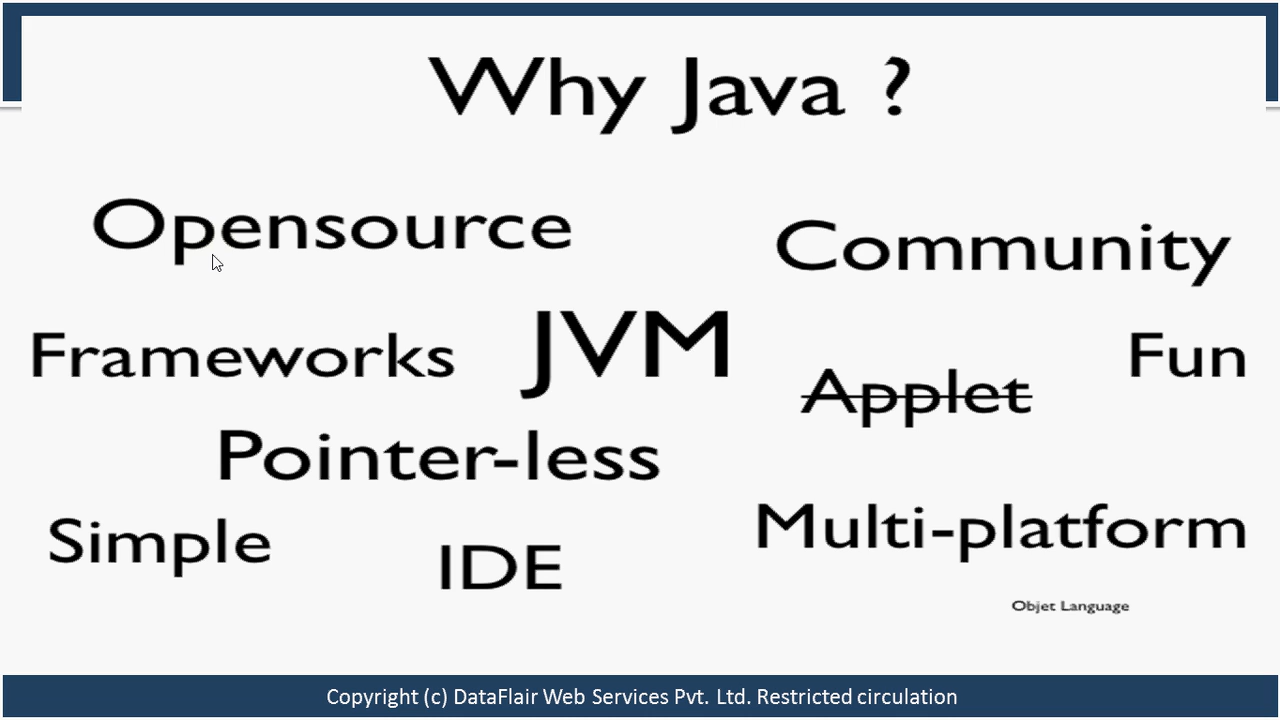 Why Java ?
Opensource
Community
Frameworks
JVM
Fun
Applet
Pointer-less
Multi-platform
Simple
IDE
Objet Language
Copyright (c) DataFlair Web Services Pvt. Ltd. Restricted circulation